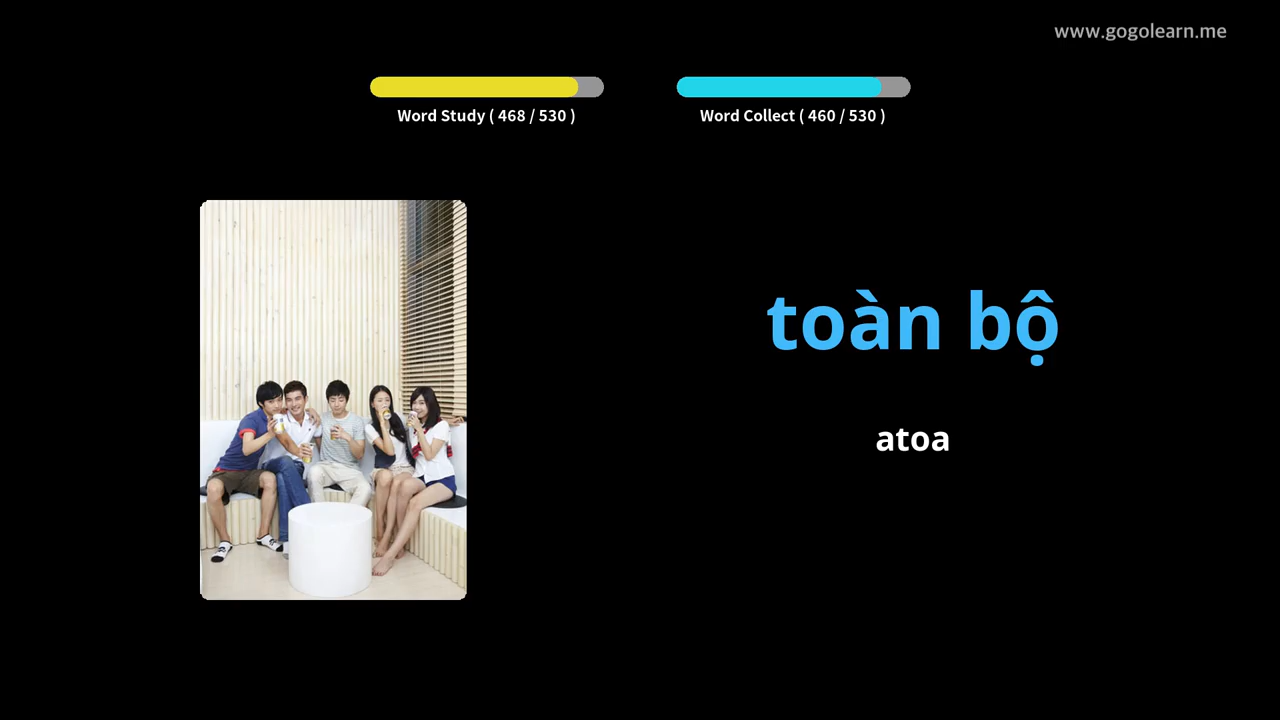 www.gogolearn.me
Word Study ( 468 / 530 )
Word Collect ( 460 / 530 )
toàn bộ
atoa